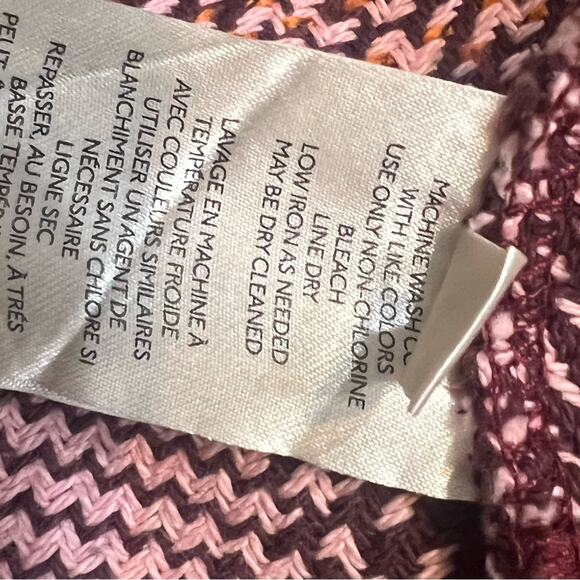 MACHINE WASH
WITH LIKE COLORS
USE ONLY NON-CHLORINE
BLEACH
LINE DRY
LOW IRON AS NEEDED
MAY BE DRY CLEANED
LAVAGE EN MACHINE À
TEMPÉRATURE FROIDE
AVEC COULEURS SIMILAIRES
UTILISER UN AGENT DE
BLANCHIMENT SANS CHLORE SI
NÉCESSAIRE
LIGNE SEC
REPASSER, AU BESOIN, À TRÈS
BASSE